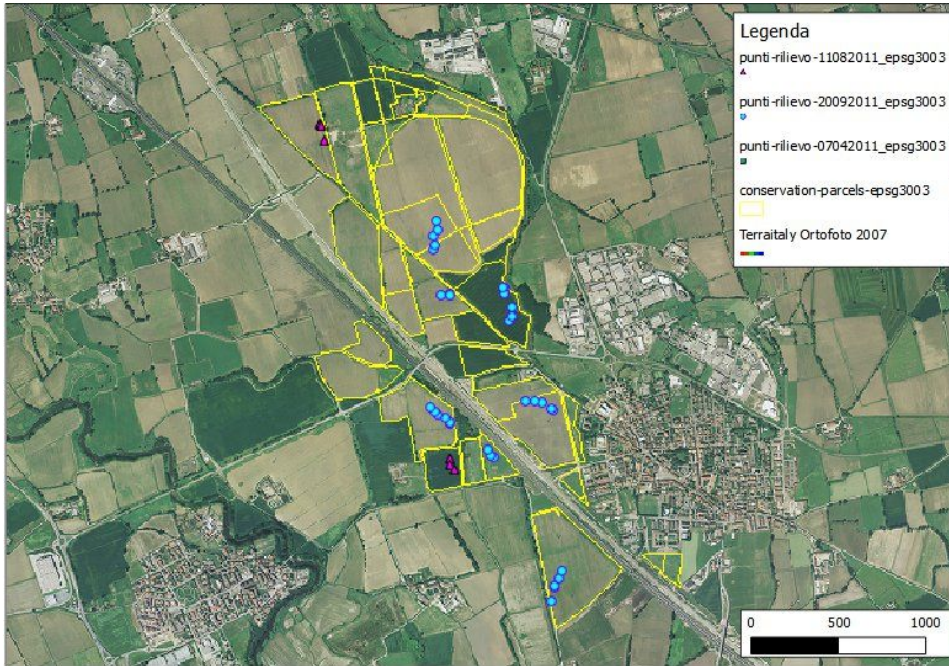 Legenda
punti-rilievo-11082011_epsg3003
punti-rilievo-20092011_epsg3003
punti-rilievo-07042011_epsg3003
conservation-parcels-epsg3003
Terraitaly Ortofoto 2007
0 500 1000